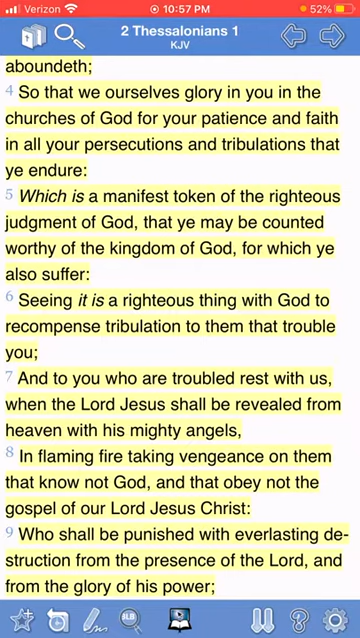 Verizon 10:57 PM 52%
2 Thessalonians 1
KJV
aboundeth;
4 So that we ourselves glory in you in the
churches of God for your patience and faith
in all your persecutions and tribulations that
ye endure:
5 Which is a manifest token of the righteous
judgment of God, that ye may be counted
worthy of the kingdom of God, for which ye
also suffer:
6 Seeing it is a righteous thing with God to
recompense tribulation to them that trouble
you;
7 And to you who are troubled rest with us,
when the Lord Jesus shall be revealed from
heaven with his mighty angels,
8 In flaming fire taking vengeance on them
that know not God, and that obey not the
gospel of our Lord Jesus Christ:
9 Who shall be punished with everlasting de-
struction from the presence of the Lord, and
from the glory of his power;
BLB